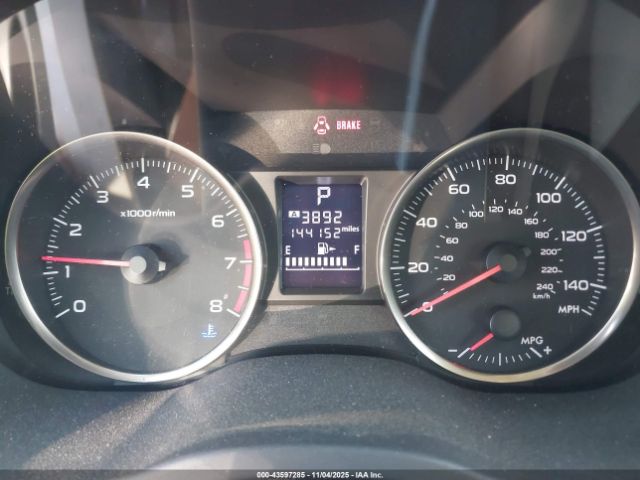 BRAKE
0 1 2 3 4 5 6 7 8
x1000r/min
P
A 3892
144152 miles
E F
0 20 40 60 80 100 120 140
20 40 60 80 100 120 140 160 180 200 220 240
km/h
MPH
- MPG +
000-43597285 - 11/04/2025 - IAA Inc.